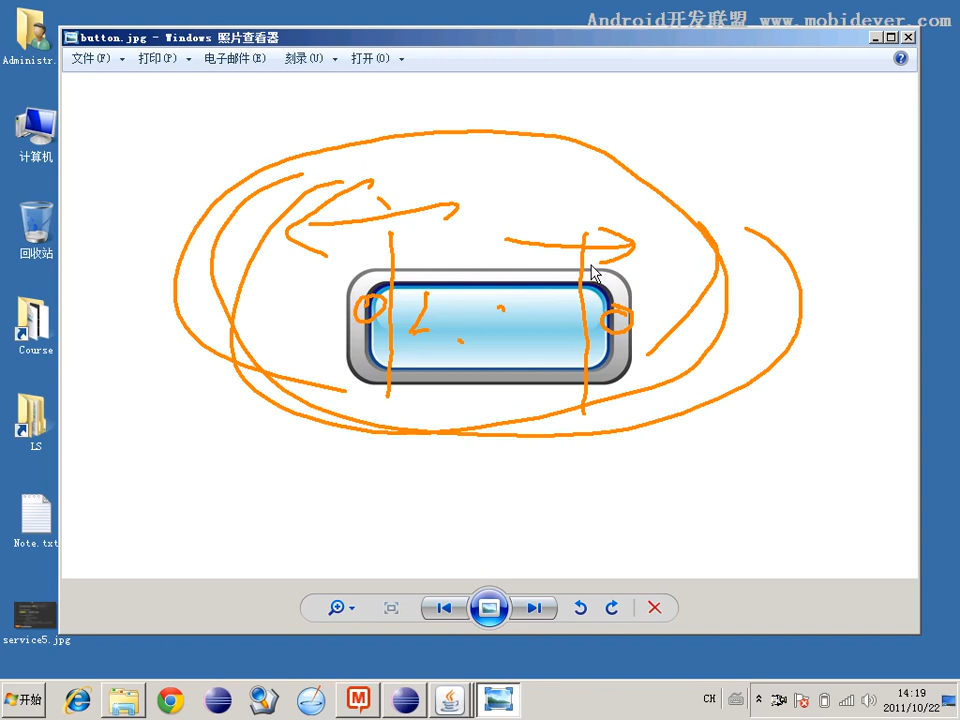 Android开发联盟 www.mobidever.com
button.jpg - Windows 照片查看器
文件(F) 打印(P) 电子邮件(E) 刻录(U) 打开(O)
Administr.
计算机
回收站
Course
LS
Note.txt
service5.jpg
开始
CH
14:19
2011/10/22